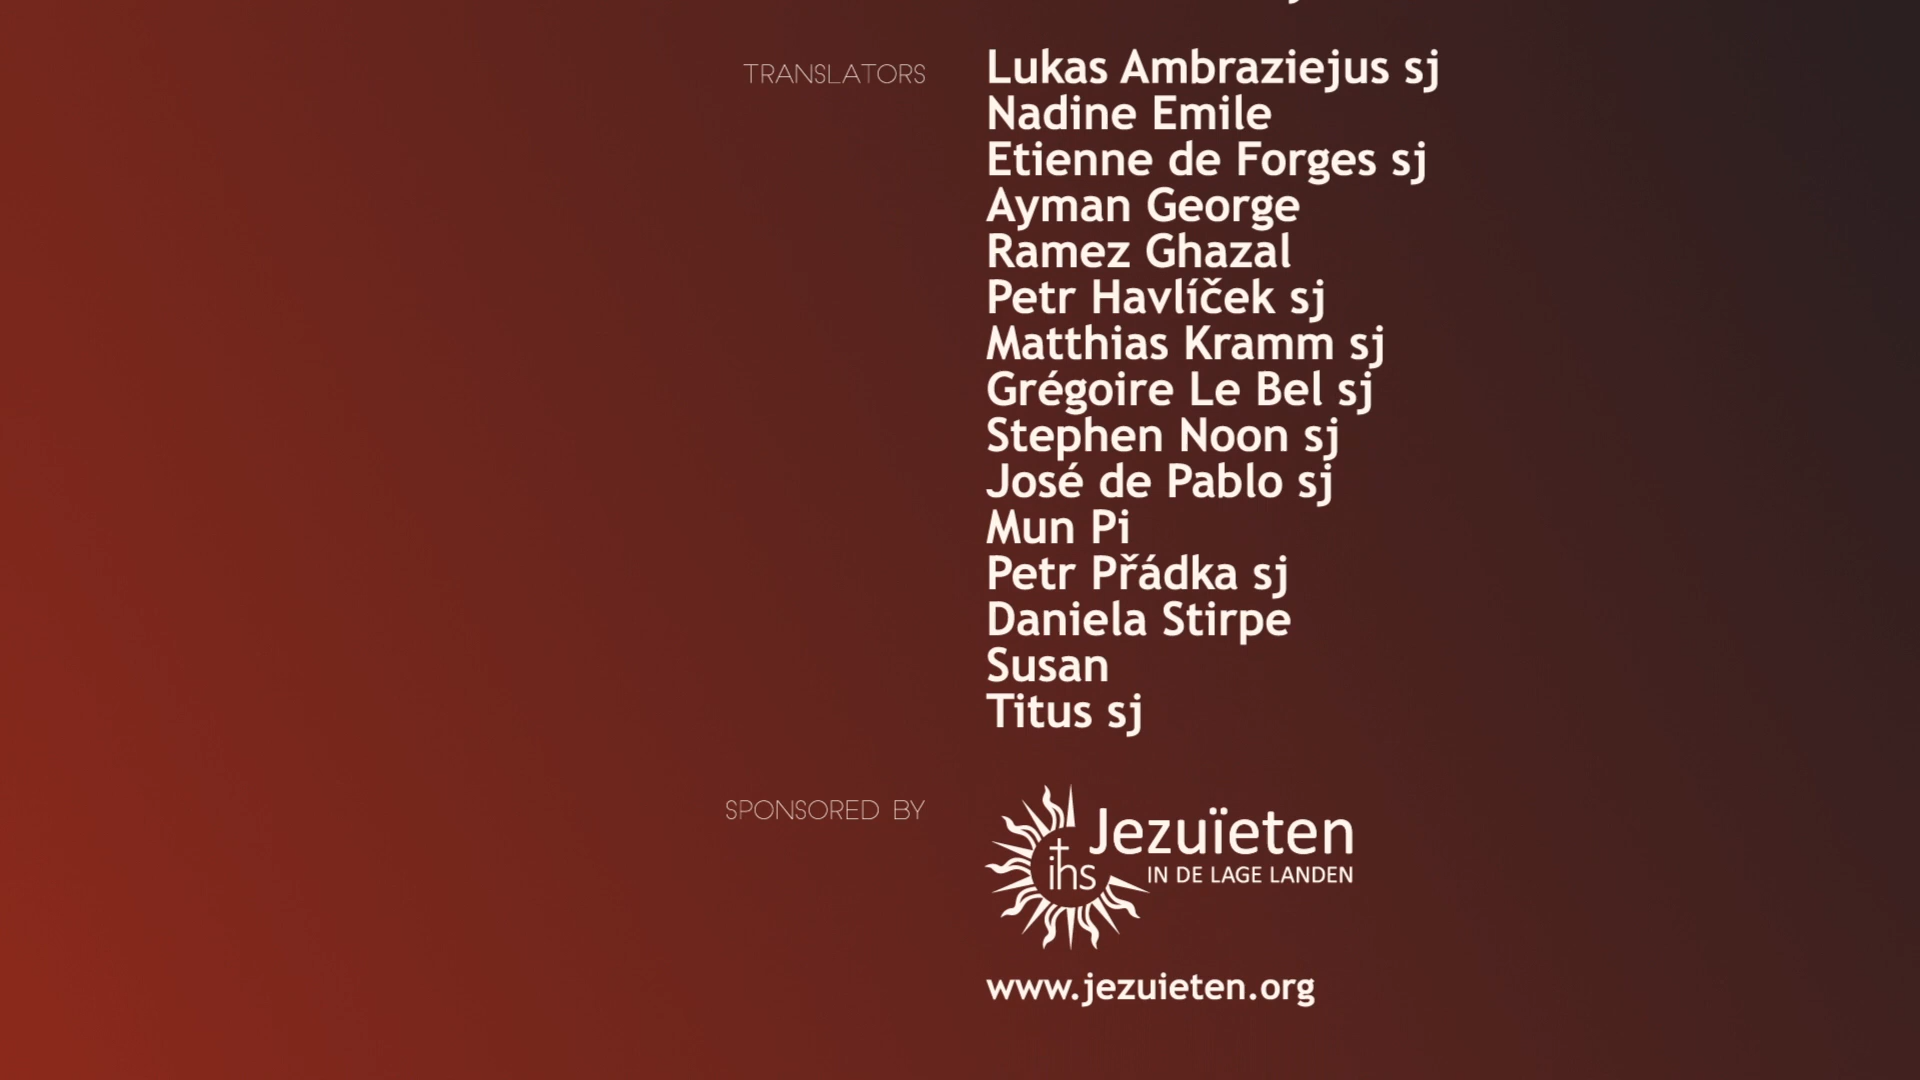 TRANSLATORS
Lukas Ambraziejus sj
Nadine Emile
Etienne de Forges sj
Ayman George
Ramez Ghazal
Petr Havlíček sj
Matthias Kramm sj
Grégoire Le Bel sj
Stephen Noon sj
José de Pablo sj
Mun Pi
Petr Přádka sj
Daniela Stirpe
Susan
Titus sj
SPONSORED BY
ihs
Jezuïeten
IN DE LAGE LANDEN
www.jezuieten.org